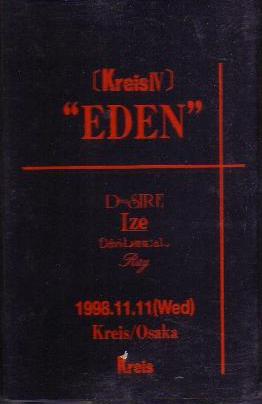 [KreisⅣ]
“EDEN”
D≈SIRE
Ize
Ray
1998.11.11(Wed)
Kreis/Osaka
Kreis